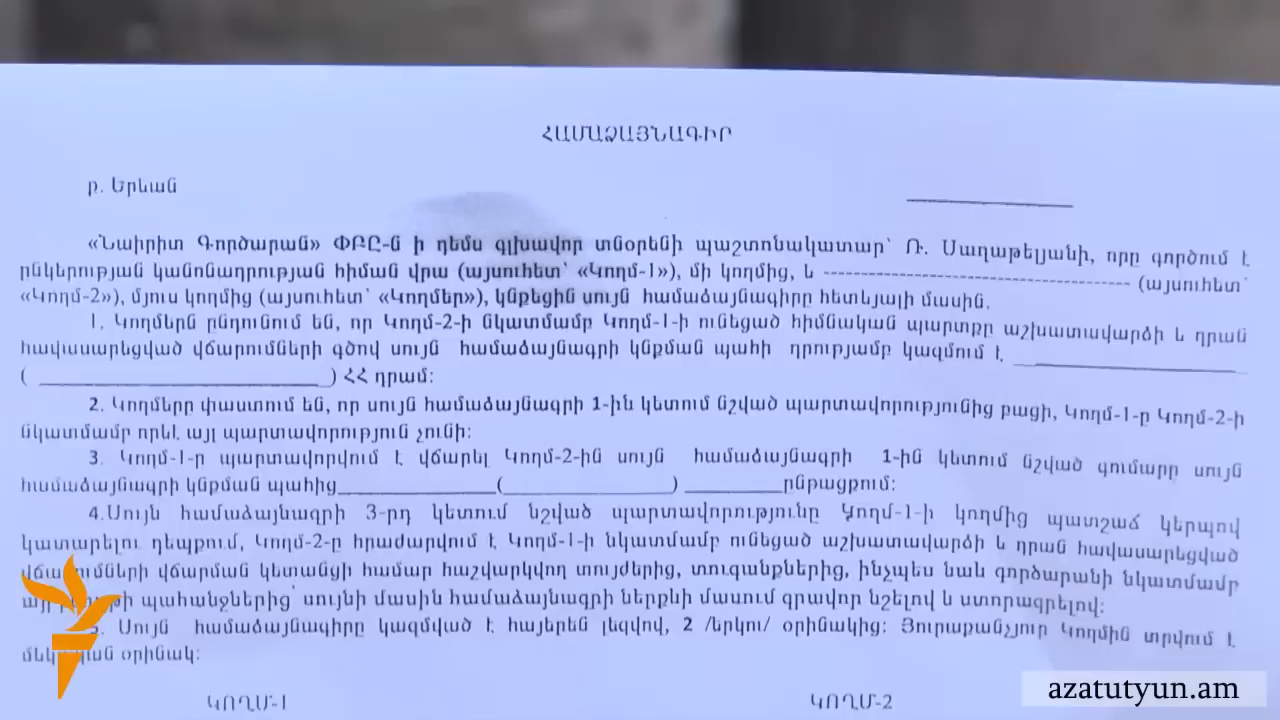 ՀԱՄԱՁԱՅՆԱԳԻՐ
ք. Երևան
«Նաիրիտ Գործարան» ՓԲԸ-ն ի դեմս գլխավոր տնօրենի պաշտոնակատար՝ Ռ. Սաղաթելյանի, որը գործում է
ընկերության կանոնադրության հիման վրա (այսուհետ՝ «Կողմ-1»), մի կողմից, և ------------------------------------ (այսուհետ՝
«Կողմ-2»), մյուս կողմից (այսուհետ՝ «Կողմեր»), կնքեցին սույն համաձայնագիրը հետևյալի մասին.
1. Կողմերն ընդունում են, որ Կողմ-2-ի նկատմամբ Կողմ-1-ի ունեցած հիմնական պարտքը աշխատավարձի և դրան
հավասարեցված վճարումների գծով սույն համաձայնագրի կնքման պահի դրությամբ կազմում է ____________________
( ________________________ ) ՀՀ դրամ:
2. Կողմերը փաստում են, որ սույն համաձայնագրի 1-ին կետում նշված պարտավորությունից բացի, Կողմ-1-ը Կողմ-2-ի
նկատմամբ որևէ այլ պարտավորություն չունի:
3. Կողմ-1-ը պարտավորվում է վճարել Կողմ-2-ին սույն համաձայնագրի 1-ին կետում նշված գումարը սույն
համաձայնագրի կնքման պահից______________(_______________) _________ընթացքում:
4.Սույն համաձայնագրի 3-րդ կետում նշված պարտավորությունը Կողմ-1-ի կողմից պատշաճ կերպով
կատարելու դեպքում, Կողմ-2-ը հրաժարվում է Կողմ-1-ի նկատմամբ ունեցած աշխատավարձի և դրան հավասարեցված
վճարումների վճարման կետանցի համար հաշվարկվող տույժերից, տուգանքներից, ինչպես նաև գործարանի նկատմամբ
պահանջներից՝ սույնի մասին համաձայնագրի ներքևի մասում գրավոր նշելով և ստորագրելով:
5. Սույն համաձայնագիրը կազմված է հայերեն լեզվով, 2 /երկու/ օրինակից: Յուրաքանչյուր Կողմին տրվում է
մեկական օրինակ:
ԿՈՂՄ-1 ԿՈՂՄ-2
azatutyun.am